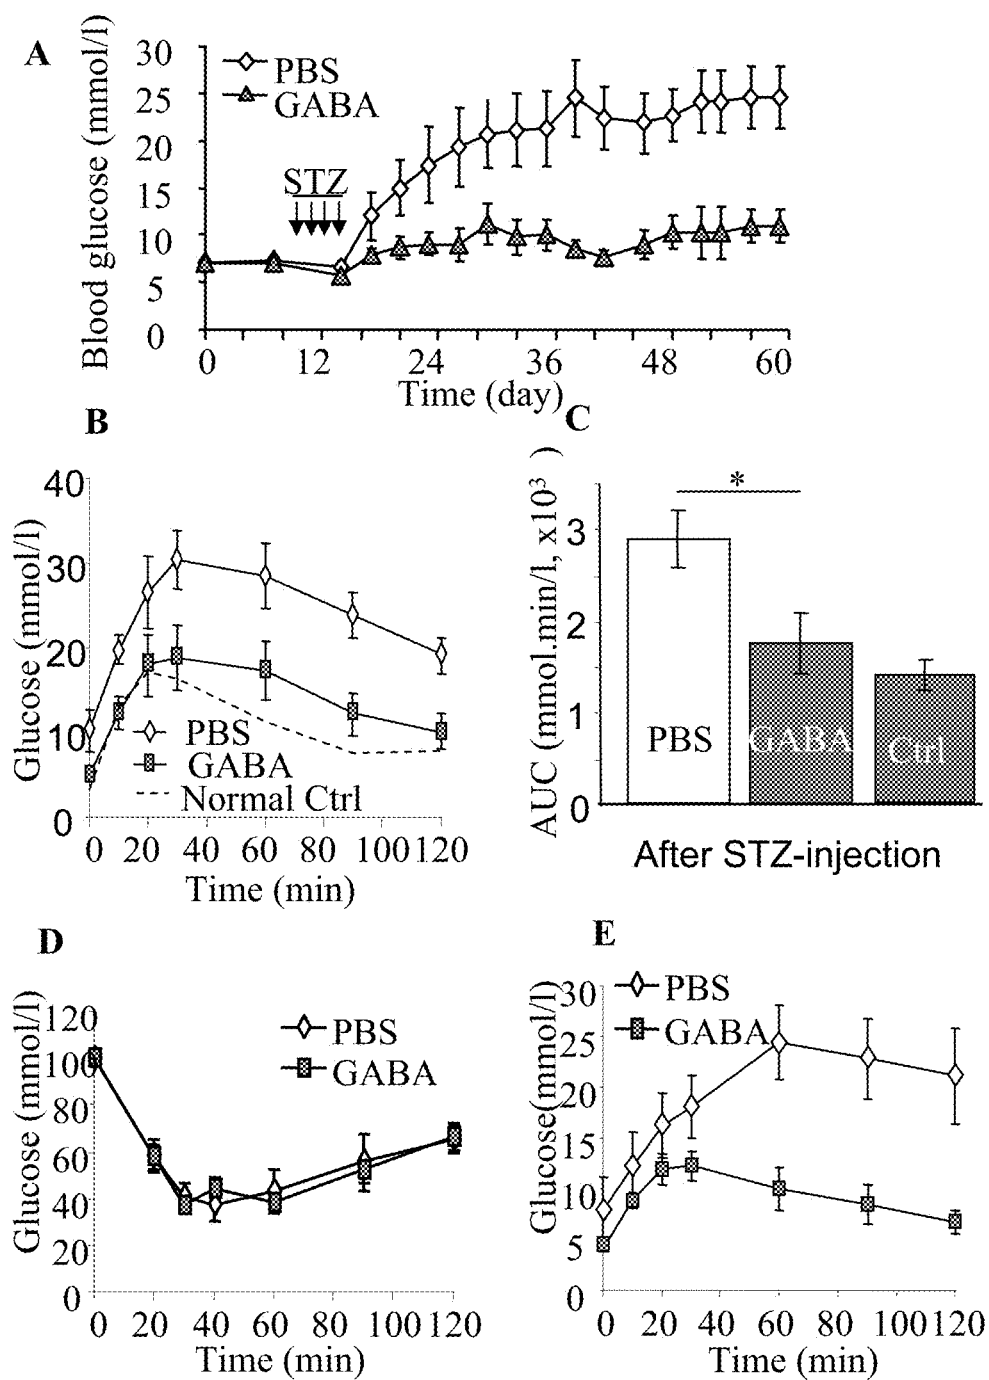 A
Blood glucose (mmol/l)
30
25
20
15
10
5
0
PBS
GABA
STZ
0 12 24 36 48 60
Time (day)
B
Glucose (mmol/l)
40
30
20
10
0
PBS
GABA
Normal Ctrl
0 20 40 60 80 100 120
Time (min)
C
AUC (mmol.min/l, x10³ )
3
2
1
0
*
PBS
GABA
Ctrl
After STZ-injection
D
Glucose (mmol/l)
120
100
80
60
40
20
0
PBS
GABA
0 20 40 60 80 100 120
Time (min)
E
Glucose(mmol/l)
30
25
20
15
10
5
0
PBS
GABA
0 20 40 60 80 100 120
Time (min)